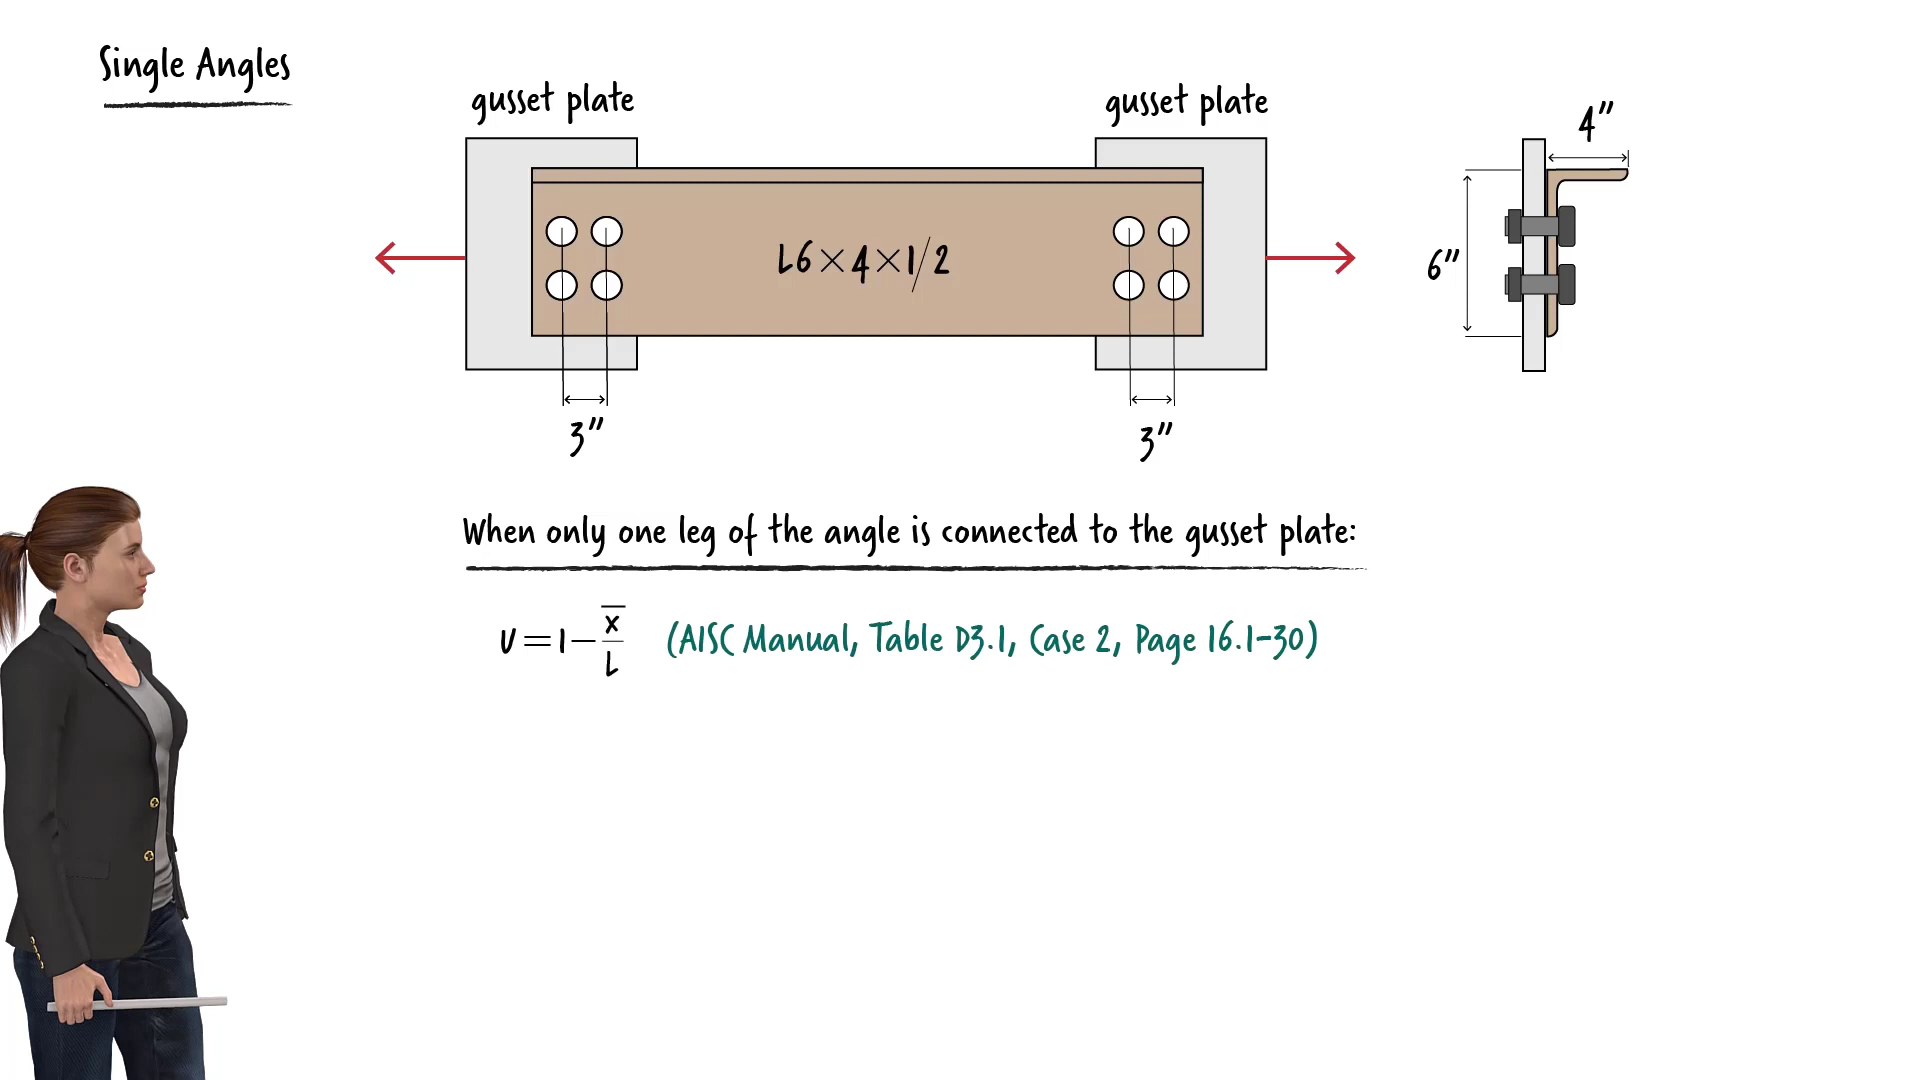 Single Angles
gusset plate
gusset plate
4"
L6×4×1/2
6"
3"
3"
When only one leg of the angle is connected to the gusset plate:
U = 1 − x̅/L (AISC Manual, Table D3.1, Case 2, Page 16.1-30)